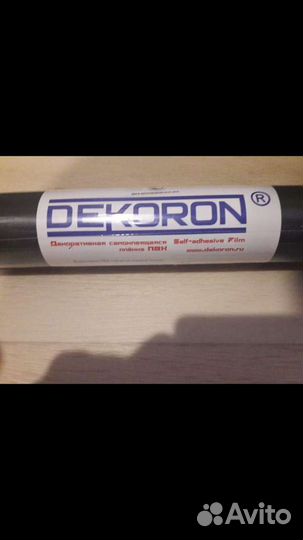 DEKORON ®
Декоративная самоклеящаяся плёнка ПВХ
Self-adhesive Film
www.dekoron.ru
Avito